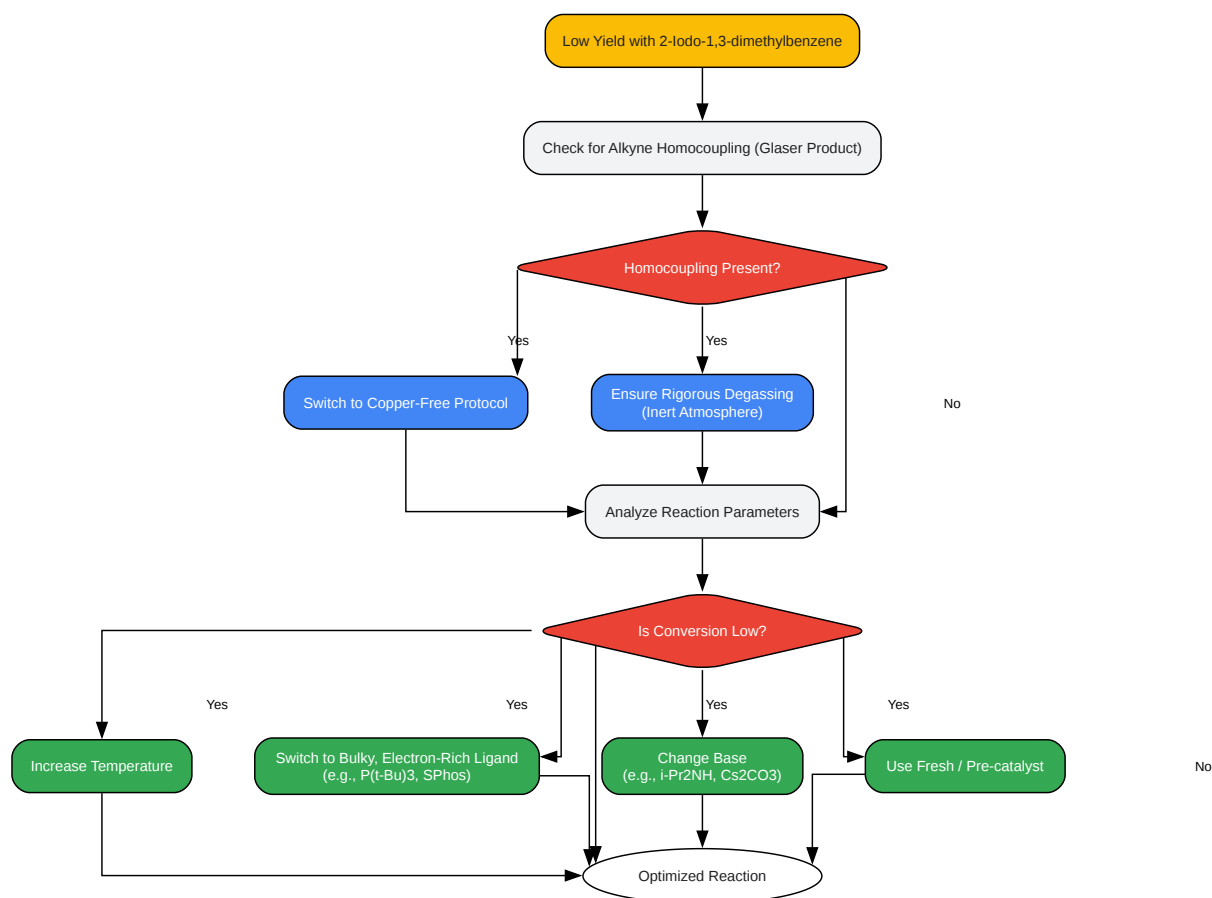 Low Yield with 2-Iodo-1,3-dimethylbenzene
Check for Alkyne Homocoupling (Glaser Product)
Homocoupling Present?
Yes
Yes
Switch to Copper-Free Protocol
Ensure Rigorous Degassing
(Inert Atmosphere)
No
Analyze Reaction Parameters
Is Conversion Low?
Yes
Yes
Yes
Yes
Increase Temperature
Switch to Bulky, Electron-Rich Ligand
(e.g., P(t-Bu)3, SPhos)
Change Base
(e.g., i-Pr2NH, Cs2CO3)
Use Fresh / Pre-catalyst
No
Optimized Reaction